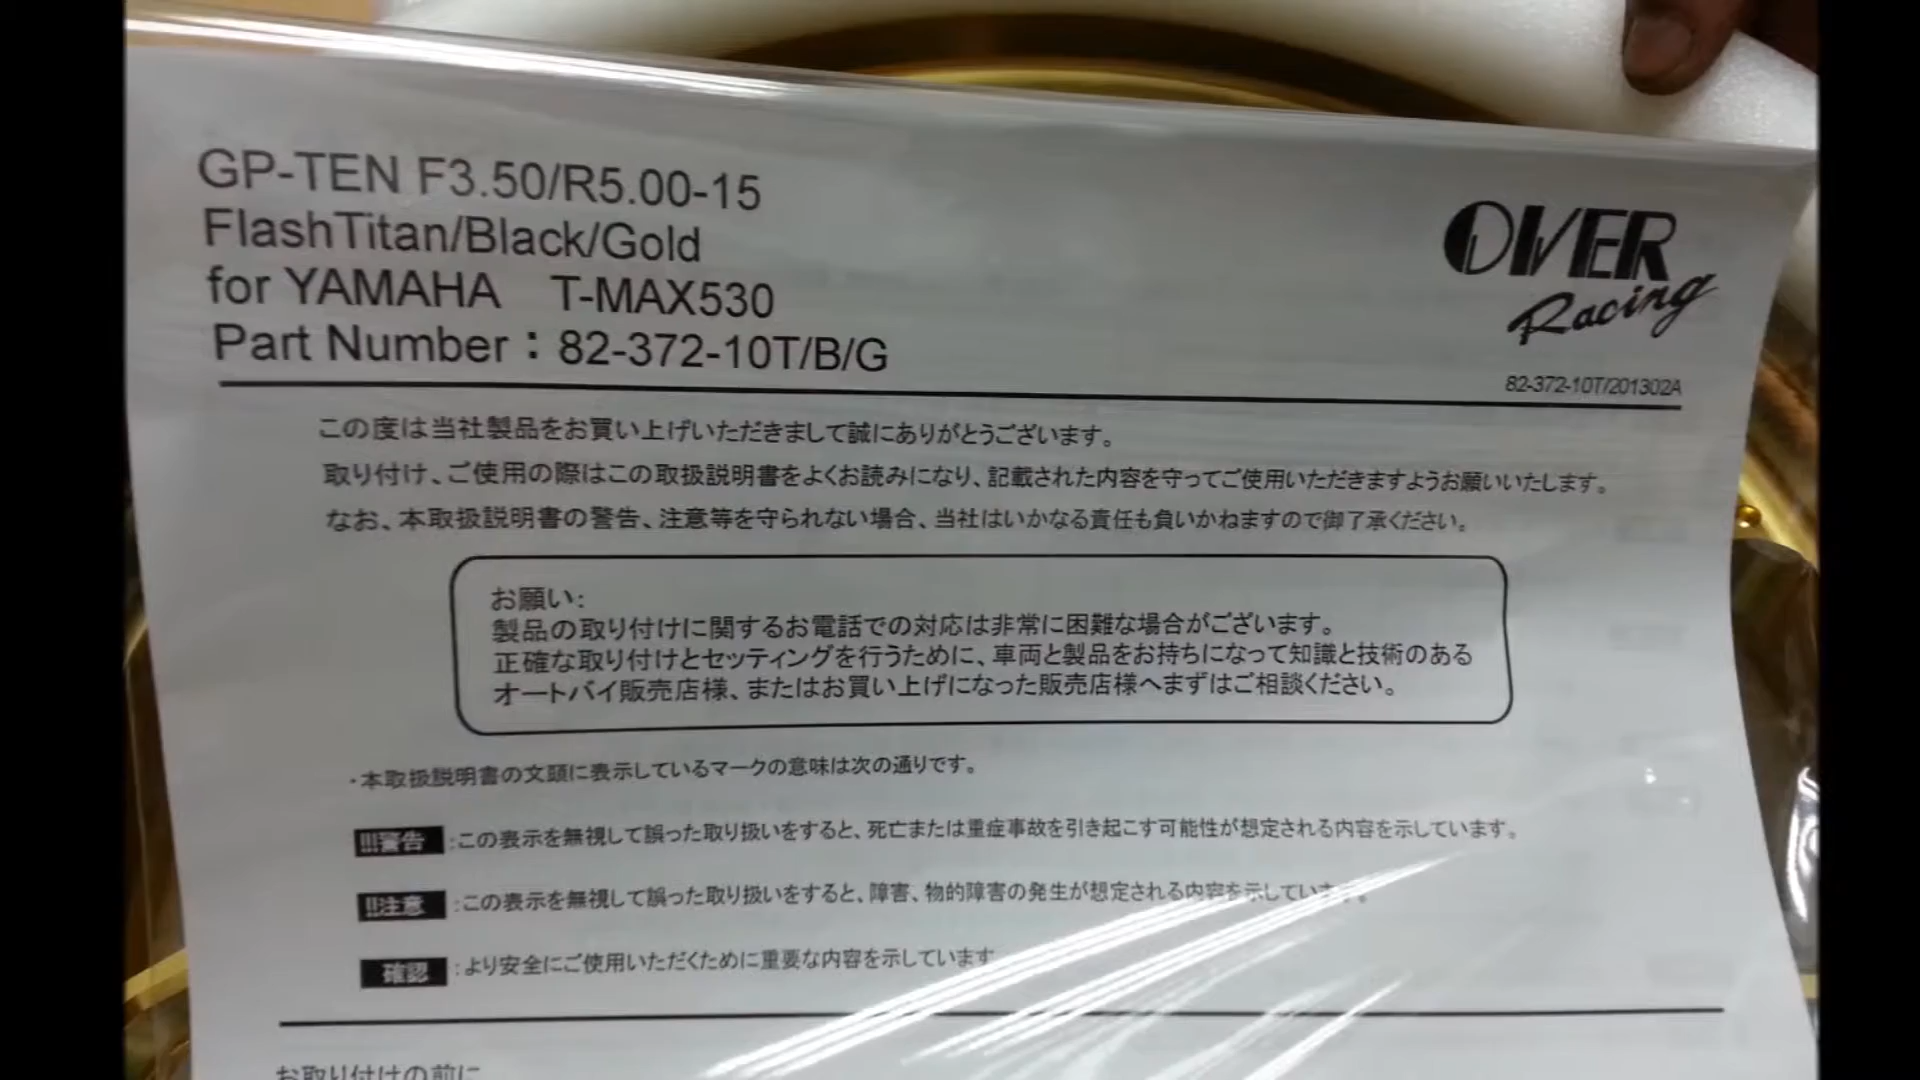 GP-TEN F3.50/R5.00-15
FlashTitan/Black/Gold
for YAMAHA　T-MAX530
Part Number：82-372-10T/B/G
OVER
Racing
82-372-10T/201302A
この度は当社製品をお買い上げいただきまして誠にありがとうございます。
取り付け、ご使用の際はこの取扱説明書をよくお読みになり、記載された内容を守ってご使用いただきますようお願いいたします。
なお、本取扱説明書の警告、注意等を守られない場合、当社はいかなる責任も負いかねますので御了承ください。
お願い：
製品の取り付けに関するお電話での対応は非常に困難な場合がございます。
正確な取り付けとセッティングを行うために、車両と製品をお持ちになって知識と技術のある
オートバイ販売店様、またはお買い上げになった販売店様へまずはご相談ください。
・本取扱説明書の文頭に表示しているマークの意味は次の通りです。
!!!警告：この表示を無視して誤った取り扱いをすると、死亡または重症事故を引き起こす可能性が想定される内容を示しています。
!!注意：この表示を無視して誤った取り扱いをすると、障害、物的障害の発生が想定される内容を示しています。
確認：より安全にご使用いただくために重要な内容を示しています
お取り付けの前に